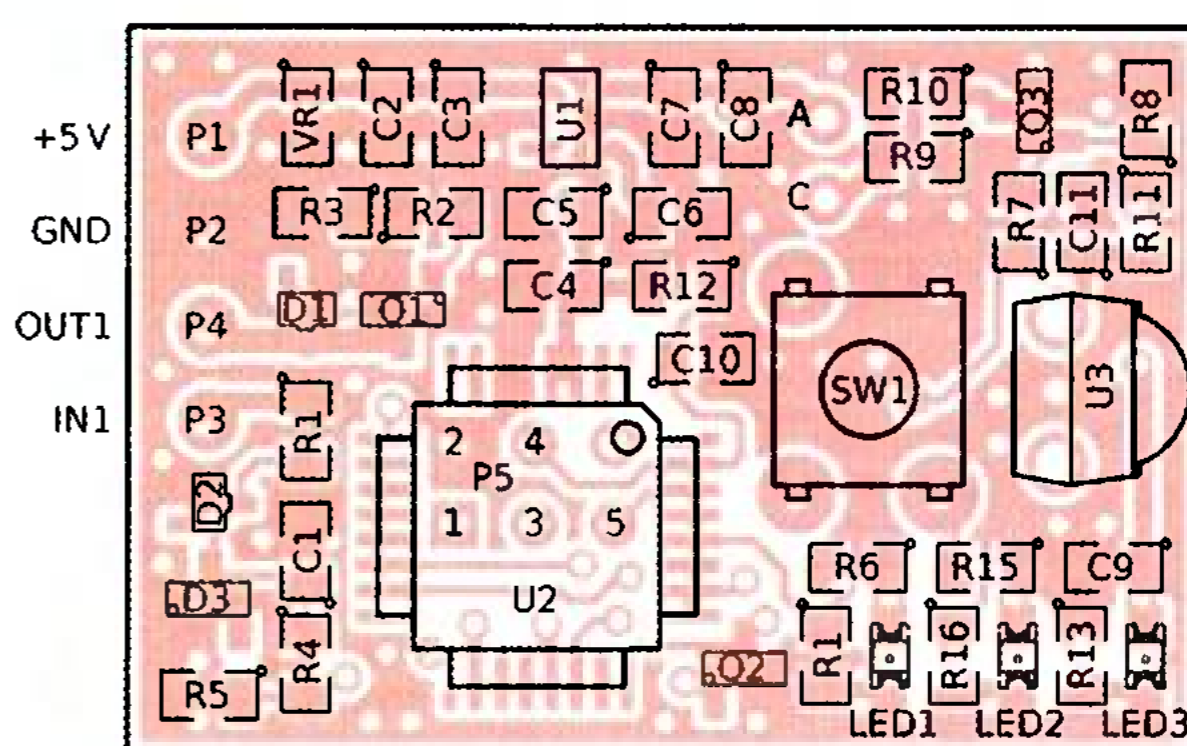 +5V P1 VR1 C2 C3 U1 C7 C8 A R10 Q3 R8
R9
GND P2 R3 R2 C5 C6 C R7 C11 R11
C4 R12
OUT1 P4 D1 Q1
C10
IN1 P3 R1 SW1 U3
2 4
P5
D2 1 3 5
C1 R6 R15 C9
D3 U2
R4 R1 R16 R13
R5 Q2
LED1 LED2 LED3